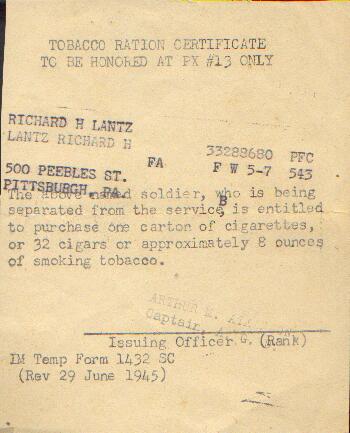 TOBACCO RATION CERTIFICATE
TO BE HONORED AT PX #13 ONLY
RICHARD H LANTZ
LANTZ RICHARD H
33288680 PFC
FA F W 5-7 543
500 PEEBLES ST.
PITTSBURGH, PA.
The above named soldier, who is being
B
separated from the service, is entitled
to purchase one carton of cigarettes,
or 32 cigars or approximately 8 ounces
of smoking tobacco.
ARTHUR M.
Captain, A. G.
Issuing Officer (Rank)
IM Temp Form 1432 SC
(Rev 29 June 1945)